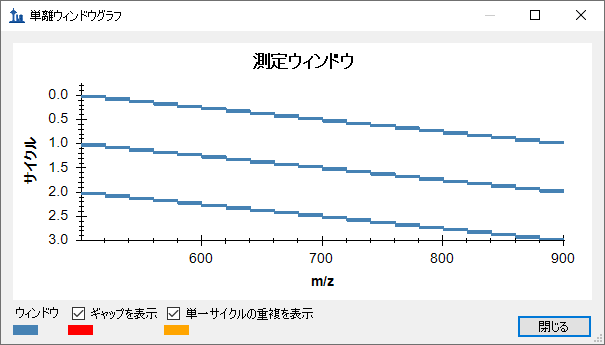 単離ウィンドウグラフ
測定ウィンドウ
サイクル
0.0
0.5
1.0
1.5
2.0
2.5
3.0
600 700 800 900
m/z
ウィンドウ ギャップを表示 単一サイクルの重複を表示
閉じる